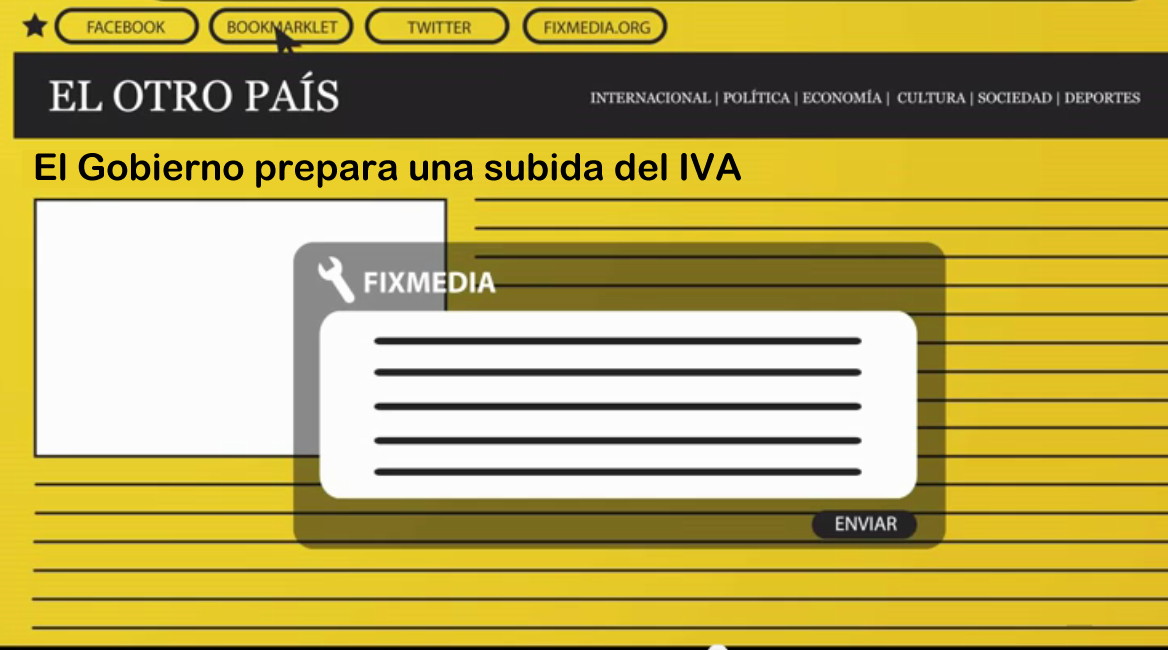 FACEBOOK BOOKMARKLET TWITTER FIXMEDIA.ORG
EL OTRO PAÍS
INTERNACIONAL | POLÍTICA | ECONOMÍA | CULTURA | SOCIEDAD | DEPORTES
El Gobierno prepara una subida del IVA
FIXMEDIA
ENVIAR